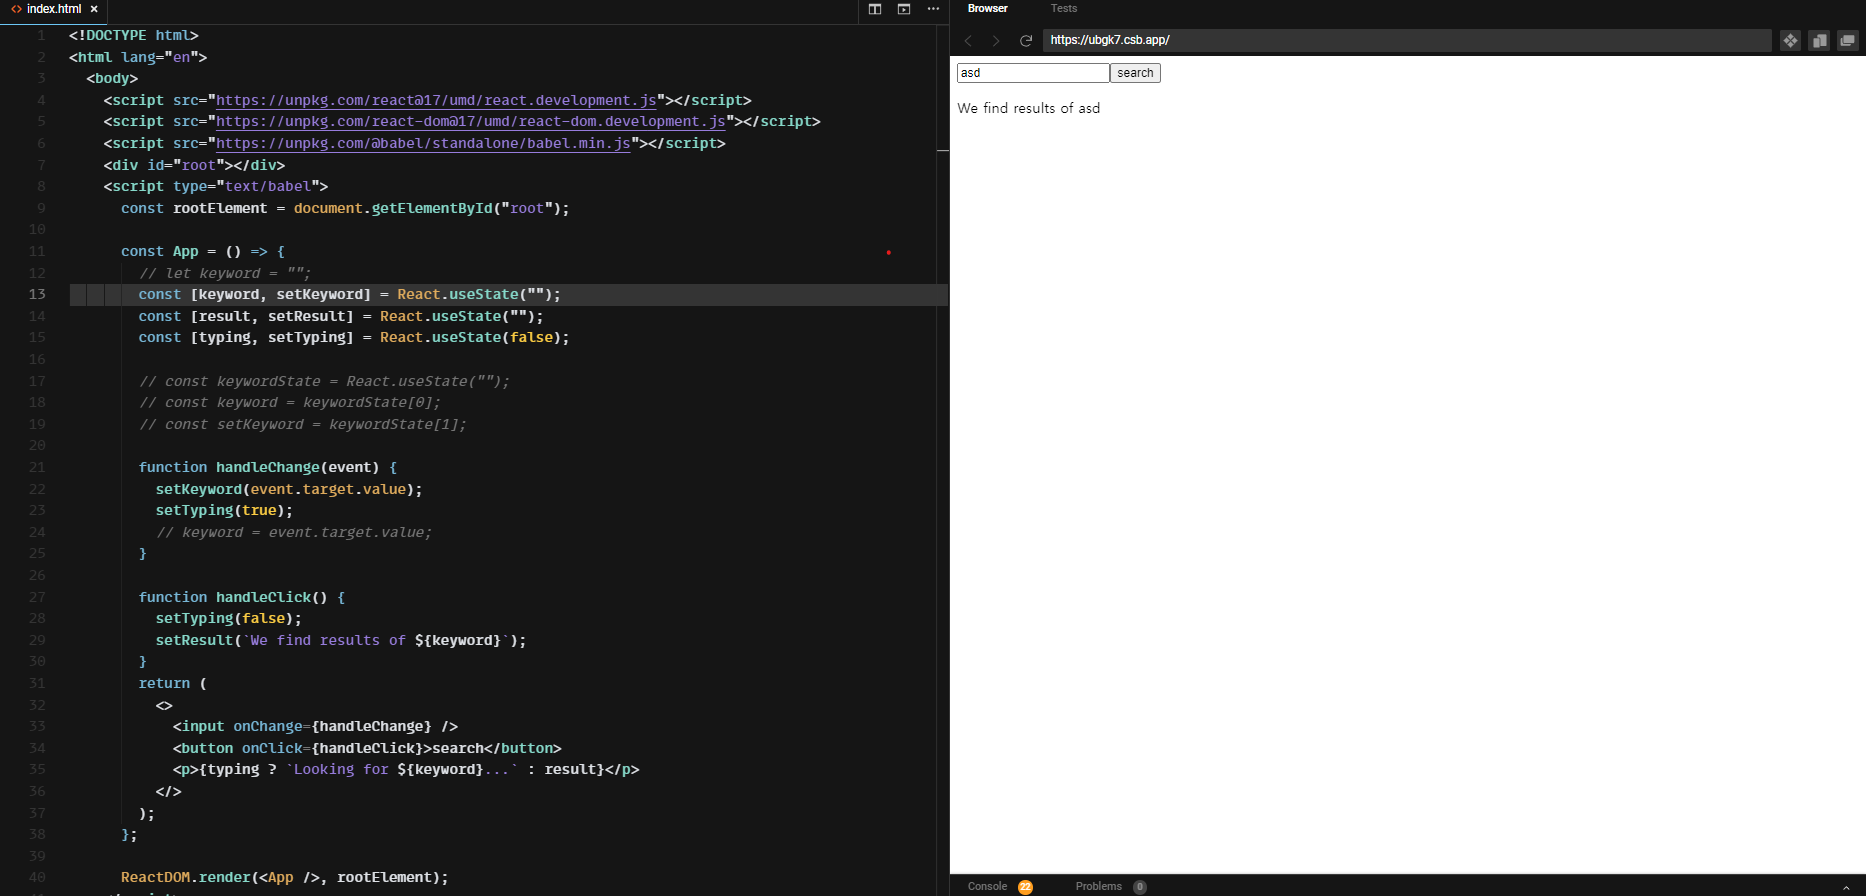 index.html
1 <!DOCTYPE html>
2 <html lang="en">
3 <body>
4 <script src="https://unpkg.com/react@17/umd/react.development.js"></script>
5 <script src="https://unpkg.com/react-dom@17/umd/react-dom.development.js"></script>
6 <script src="https://unpkg.com/@babel/standalone/babel.min.js"></script>
7 <div id="root"></div>
8 <script type="text/babel">
9 const rootElement = document.getElementById("root");
10
11 const App = () => {
12 // let keyword = "";
13 const [keyword, setKeyword] = React.useState("");
14 const [result, setResult] = React.useState("");
15 const [typing, setTyping] = React.useState(false);
16
17 // const keywordState = React.useState("");
18 // const keyword = keywordState[0];
19 // const setKeyword = keywordState[1];
20
21 function handleChange(event) {
22 setKeyword(event.target.value);
23 setTyping(true);
24 // keyword = event.target.value;
25 }
26
27 function handleClick() {
28 setTyping(false);
29 setResult(`We find results of ${keyword}`);
30 }
31 return (
32 <>
33 <input onChange={handleChange} />
34 <button onClick={handleClick}>search</button>
35 <p>{typing ? `Looking for ${keyword}...` : result}</p>
36 </>
37 );
38 };
39
40 ReactDOM.render(<App />, rootElement);
Browser Tests
https://ubgk7.csb.app/
asd search
We find results of asd
Console 22 Problems 0